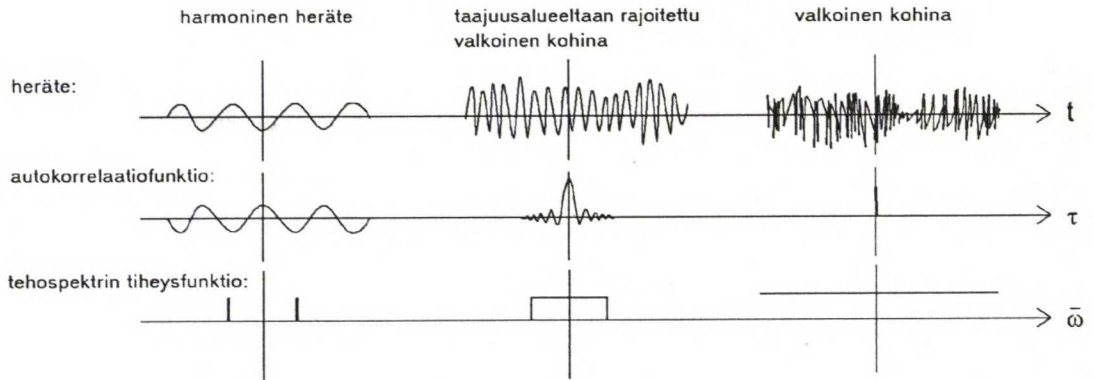 harmoninen heräte
taajuusalueeltaan rajoitettu
valkoinen kohina
valkoinen kohina
heräte:
t
autokorrelaatiofunktio:
τ
tehospektrin tiheysfunktio:
ω̄